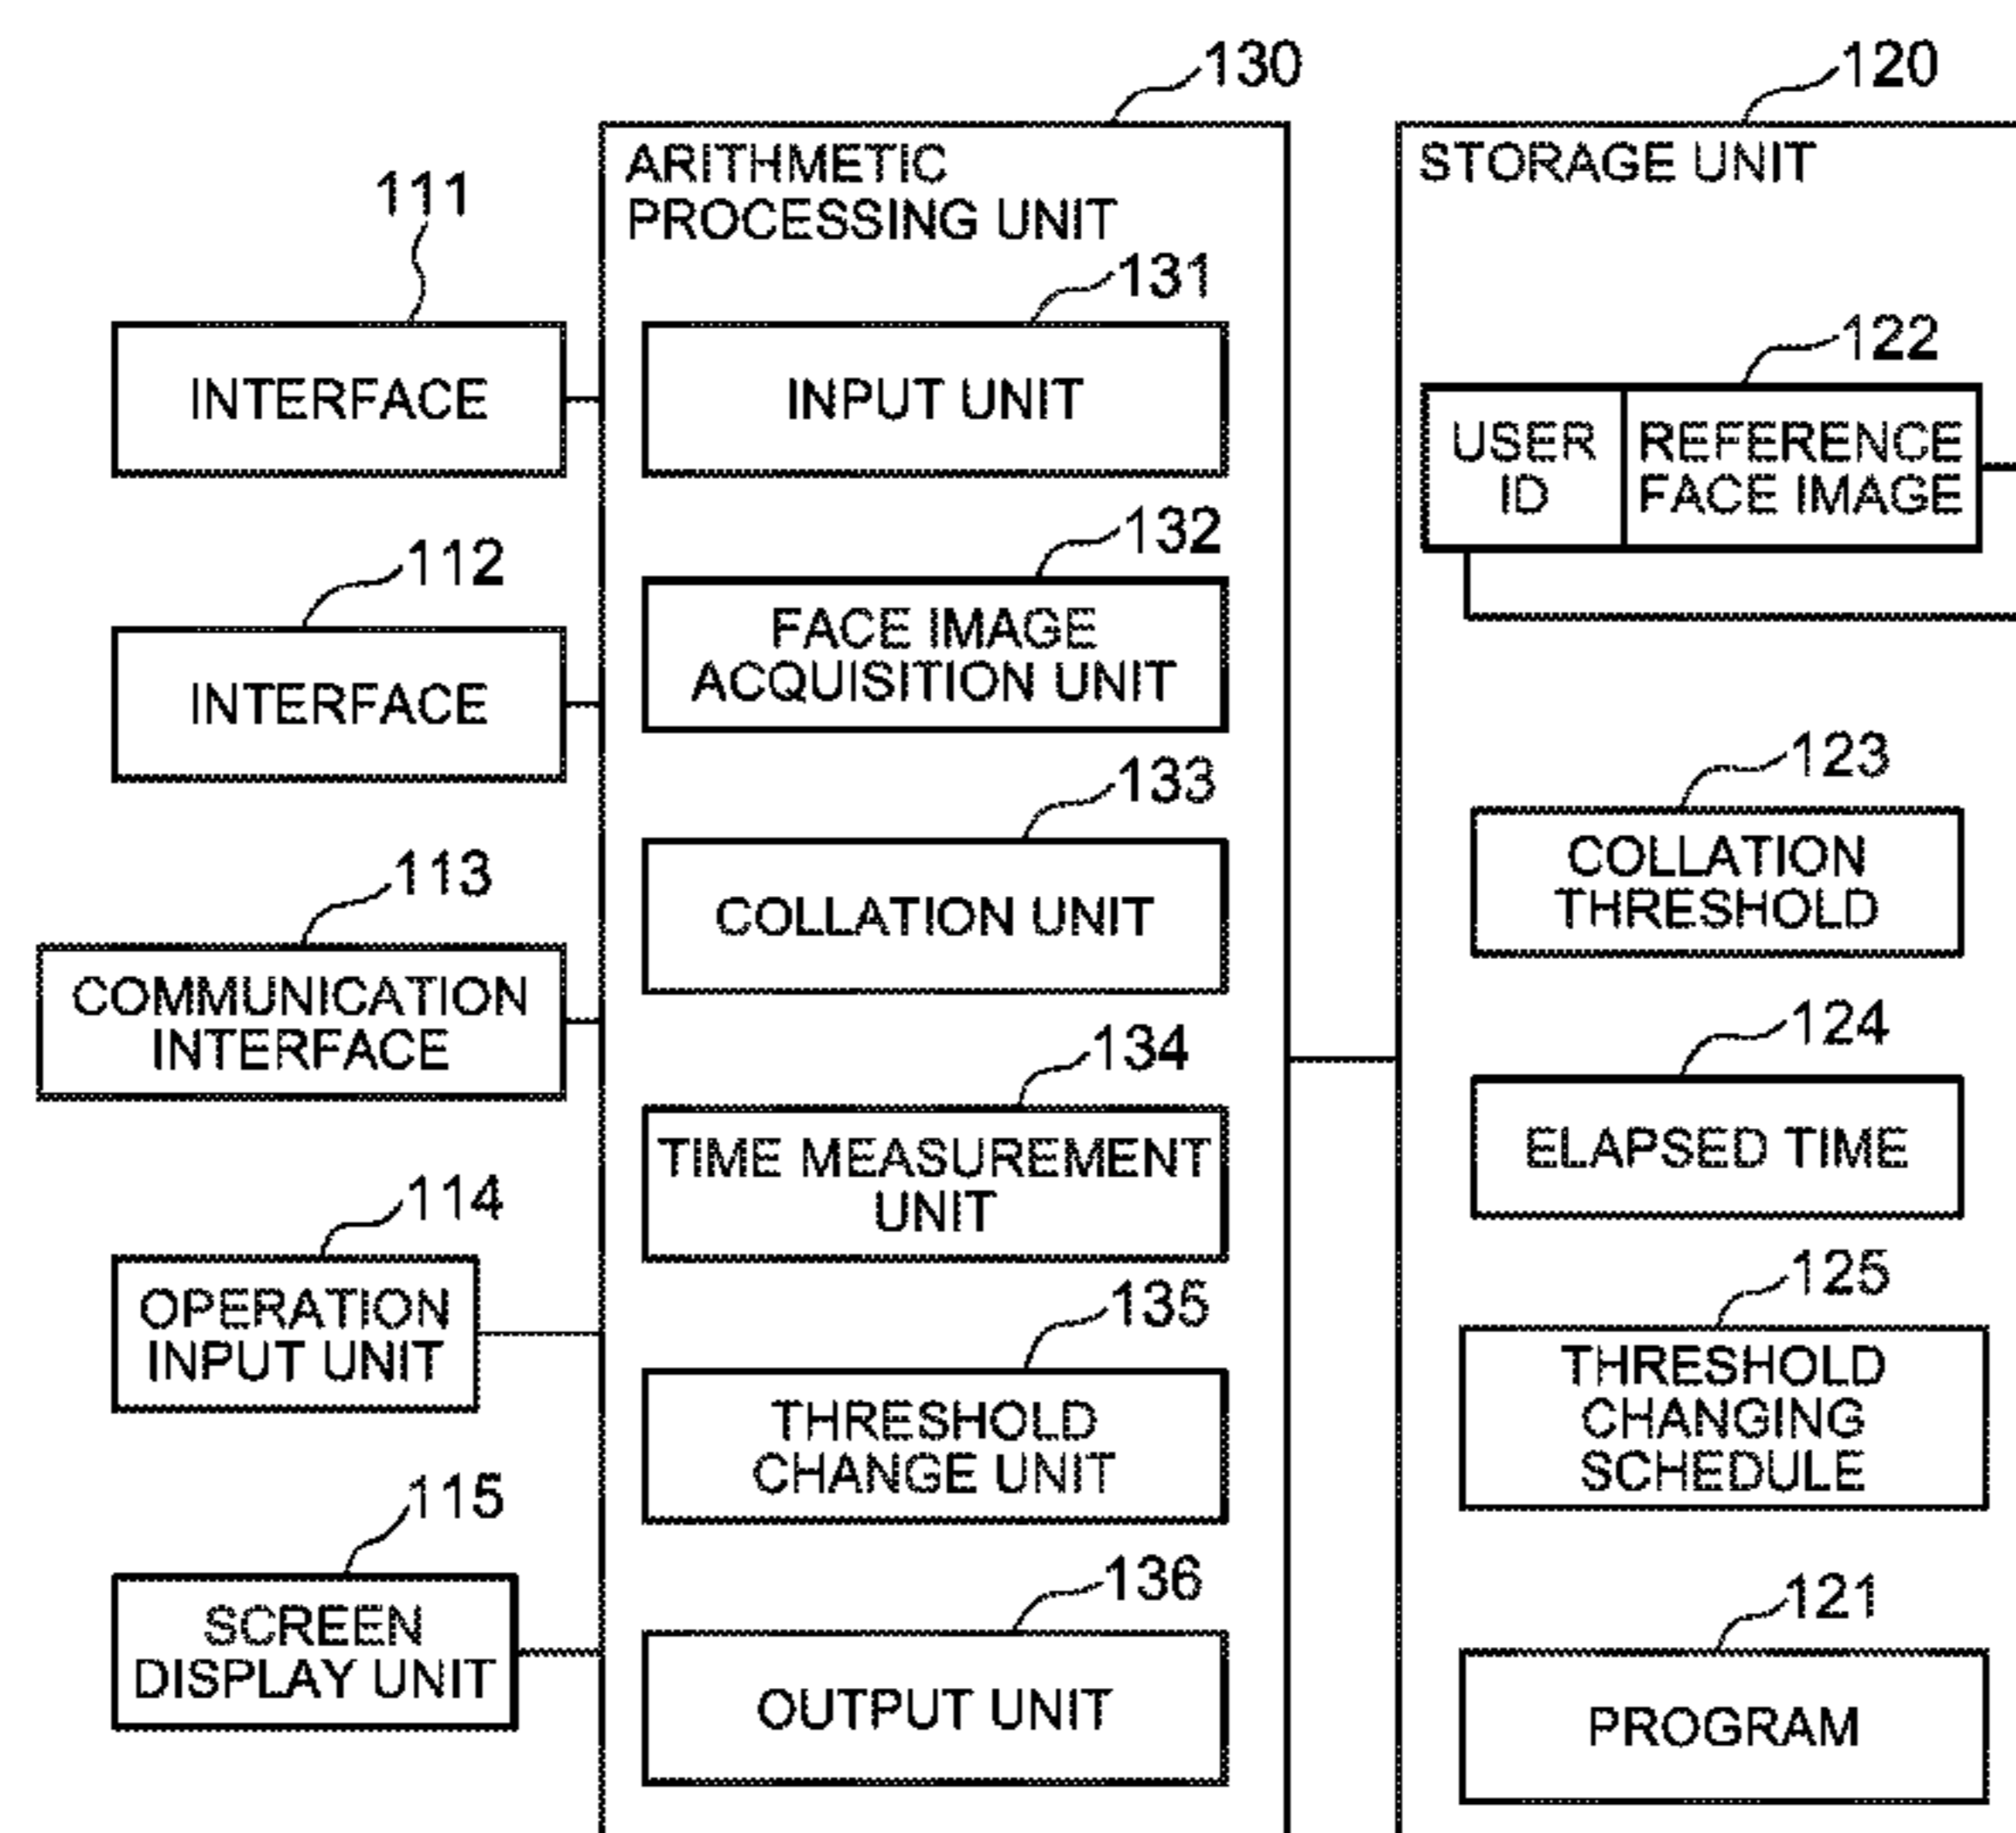 130
120
ARITHMETIC
PROCESSING UNIT
STORAGE UNIT
111
INTERFACE
112
INTERFACE
113
COMMUNICATION
INTERFACE
114
OPERATION
INPUT UNIT
115
SCREEN
DISPLAY UNIT
131
INPUT UNIT
132
FACE IMAGE
ACQUISITION UNIT
133
COLLATION UNIT
134
TIME MEASUREMENT
UNIT
135
THRESHOLD
CHANGE UNIT
136
OUTPUT UNIT
122
USER
ID
REFERENCE
FACE IMAGE
123
COLLATION
THRESHOLD
124
ELAPSED TIME
125
THRESHOLD
CHANGING
SCHEDULE
121
PROGRAM